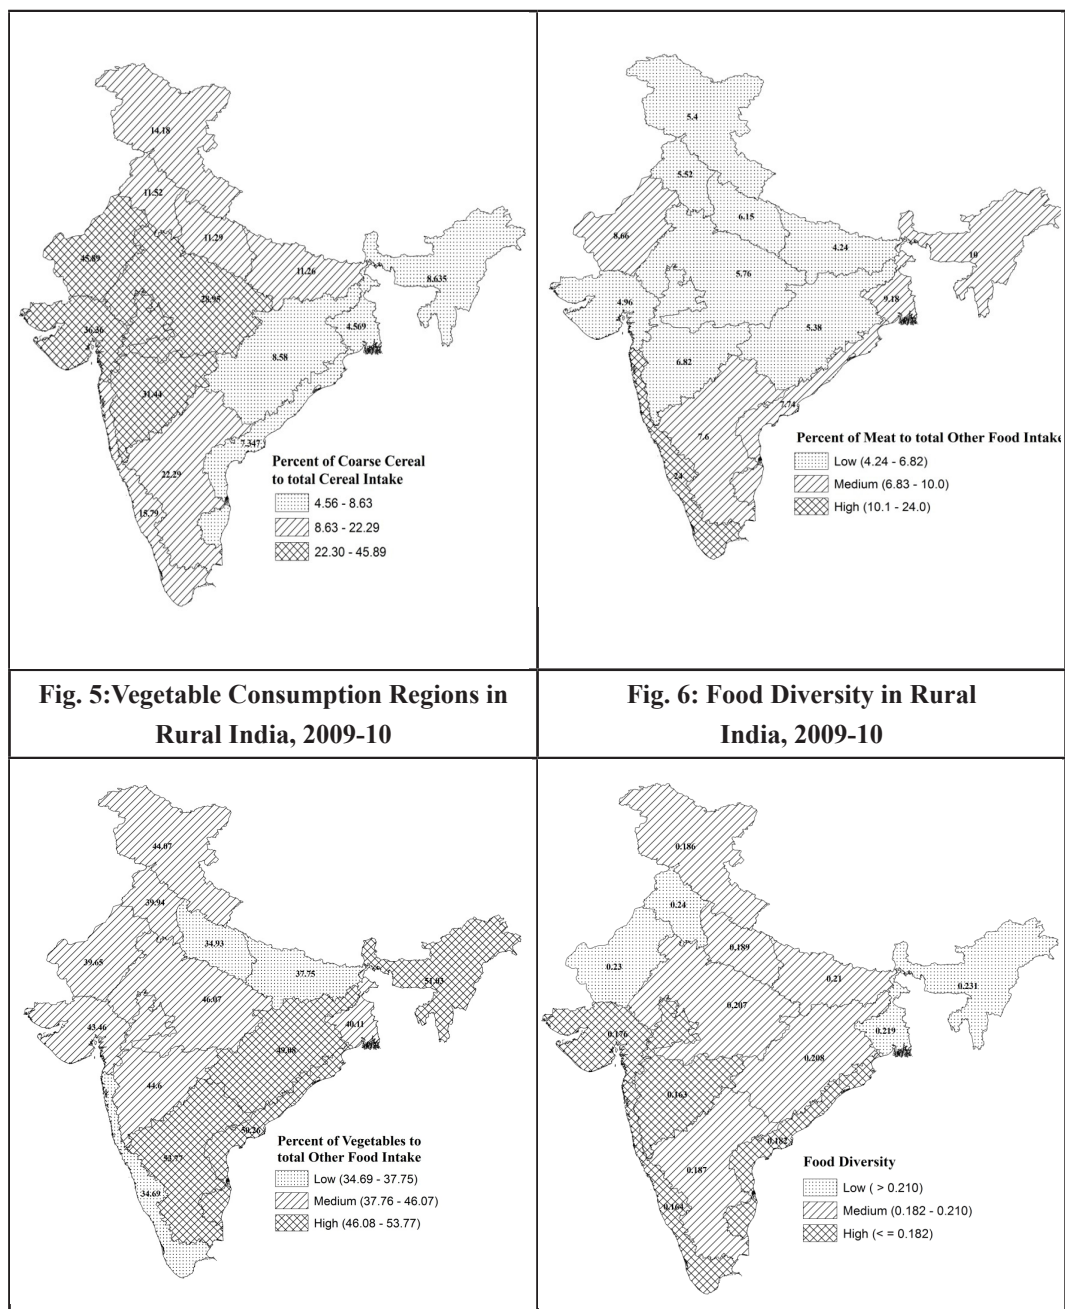 14.18
11.52
11.29
45.89
11.26
28.95
8.635
36.56
4.569
8.58
31.44
7.347
22.29
15.79
Percent of Coarse Cereal
to total Cereal Intake
4.56 - 8.63
8.63 - 22.29
22.30 - 45.89
5.4
5.52
6.15
8.66
4.24
10
5.76
4.96
9.18
5.38
6.82
7.74
7.6
24
Percent of Meat to total Other Food Intake
Low (4.24 - 6.82)
Medium (6.83 - 10.0)
High (10.1 - 24.0)
Fig. 5:Vegetable Consumption Regions in
Rural India, 2009-10
Fig. 6: Food Diversity in Rural
India, 2009-10
44.07
39.94
34.93
39.65
37.75
51.03
46.07
43.46
40.11
49.08
44.6
50.26
53.77
34.69
Percent of Vegetables to
total Other Food Intake
Low (34.69 - 37.75)
Medium (37.76 - 46.07)
High (46.08 - 53.77)
0.186
0.24
0.189
0.23
0.21
0.231
0.207
0.176
0.219
0.208
0.163
0.182
0.187
0.164
Food Diversity
Low ( > 0.210)
Medium (0.182 - 0.210)
High (< = 0.182)